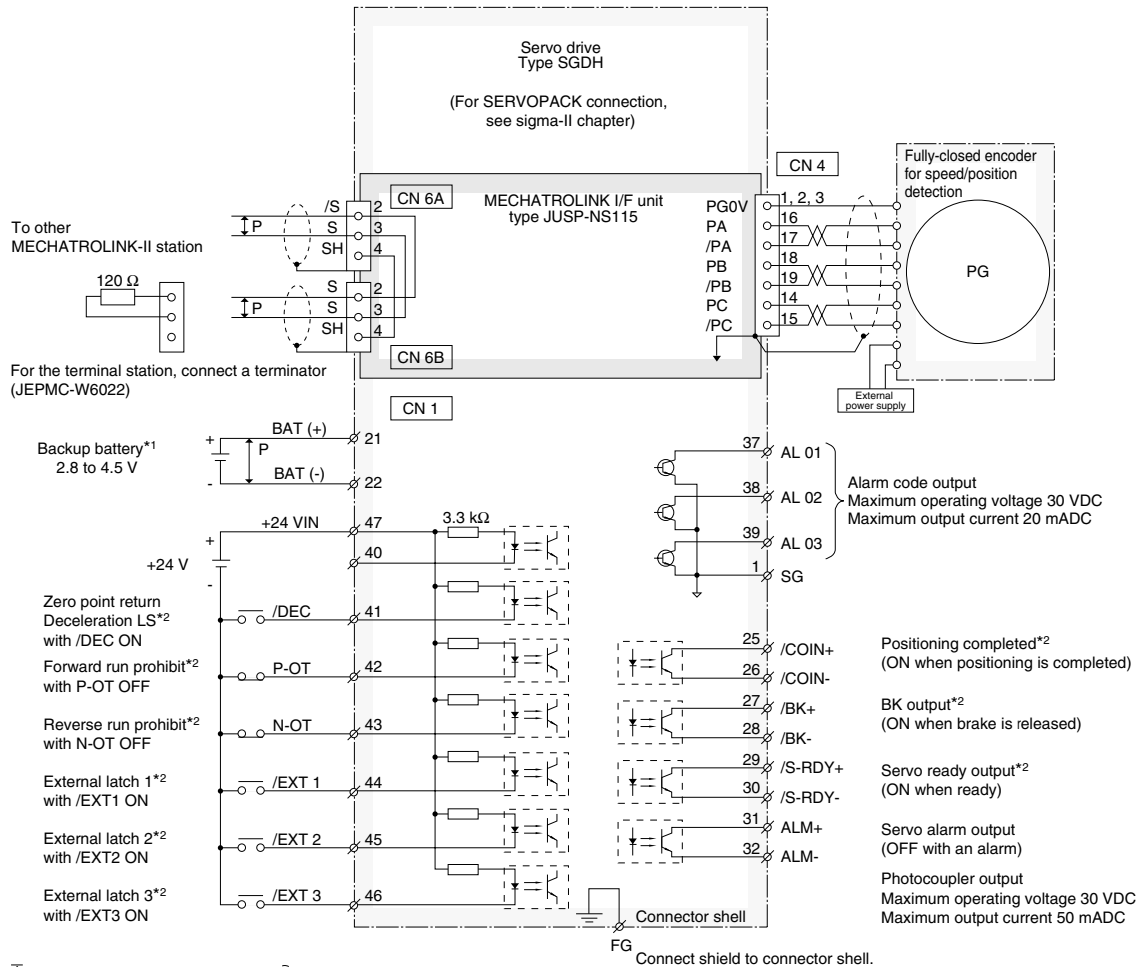 Servo drive
Type SGDH
(For SERVOPACK connection,
see sigma-II chapter)
CN 4
Fully-closed encoder
for speed/position
detection
CN 6A
MECHATROLINK I/F unit
type JUSP-NS115
To other
MECHATROLINK-II station
P
/S 2
S 3
SH 4
120 Ω
P
S 2
S 3
SH 4
CN 6B
For the terminal station, connect a terminator
(JEPMC-W6022)
PG0V 1, 2, 3
PA 16
/PA 17
PB 18
/PB 19
PC 14
/PC 15
PG
External
power supply
CN 1
Backup battery*1
2.8 to 4.5 V
+
-
P
BAT (+) 21
BAT (-) 22
+24 VIN 47
3.3 kΩ
40
+
+24 V
-
Zero point return
Deceleration LS*2
with /DEC ON
/DEC 41
Forward run prohibit*2
with P-OT OFF
P-OT 42
Reverse run prohibit*2
with N-OT OFF
N-OT 43
External latch 1*2
with /EXT1 ON
/EXT 1 44
External latch 2*2
with /EXT2 ON
/EXT 2 45
External latch 3*2
with /EXT3 ON
/EXT 3 46
37 AL 01
38 AL 02
39 AL 03
1 SG
Alarm code output
Maximum operating voltage 30 VDC
Maximum output current 20 mADC
25 /COIN+
26 /COIN-
Positioning completed*2
(ON when positioning is completed)
27 /BK+
28 /BK-
BK output*2
(ON when brake is released)
29 /S-RDY+
30 /S-RDY-
Servo ready output*2
(ON when ready)
31 ALM+
32 ALM-
Servo alarm output
(OFF with an alarm)
Photocoupler output
Maximum operating voltage 30 VDC
Maximum output current 50 mADC
Connector shell
FG
Connect shield to connector shell.